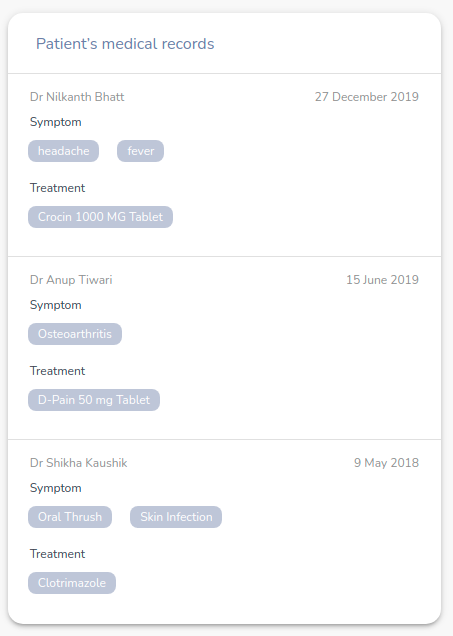 Patient's medical records
Dr Nilkanth Bhatt 27 December 2019
Symptom
headache fever
Treatment
Crocin 1000 MG Tablet
Dr Anup Tiwari 15 June 2019
Symptom
Osteoarthritis
Treatment
D-Pain 50 mg Tablet
Dr Shikha Kaushik 9 May 2018
Symptom
Oral Thrush Skin Infection
Treatment
Clotrimazole